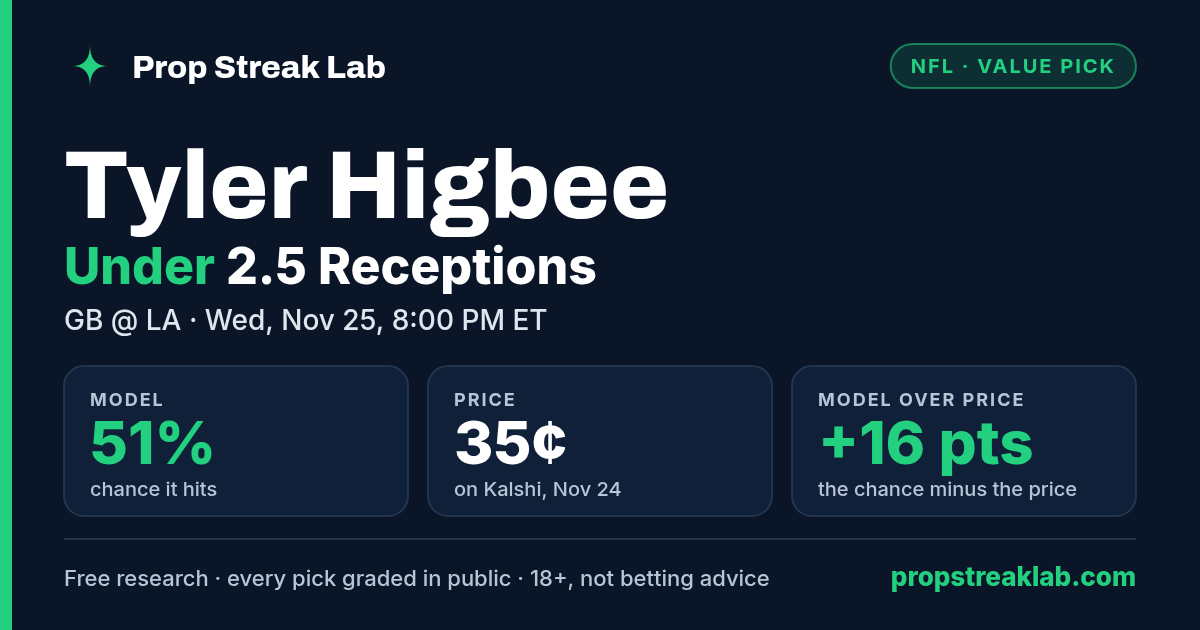 Prop Streak Lab
NFL · VALUE PICK
Tyler Higbee
Under 2.5 Receptions
GB @ LA · Wed, Nov 25, 8:00 PM ET
MODEL
51%
chance it hits
PRICE
35¢
on Kalshi, Nov 24
MODEL OVER PRICE
+16 pts
the chance minus the price
Free research · every pick graded in public · 18+, not betting advice
propstreaklab.com